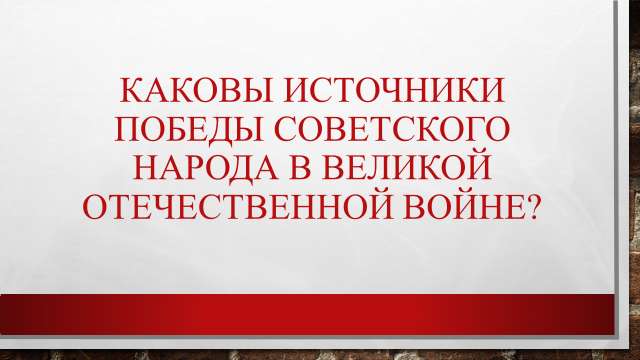 КАКОВЫ ИСТОЧНИКИ
ПОБЕДЫ СОВЕТСКОГО
НАРОДА В ВЕЛИКОЙ
ОТЕЧЕСТВЕННОЙ ВОЙНЕ?